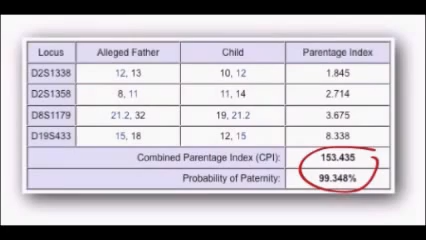 Locus Alleged Father Child Parentage Index
D2S1338 12, 13 10, 12 1.845
D2S1358 8, 11 11, 14 2.714
D8S1179 21.2, 32 19, 21.2 3.675
D19S433 15, 18 12, 15 8.338
Combined Parentage Index (CPI): 153.435
Probability of Paternity: 99.348%